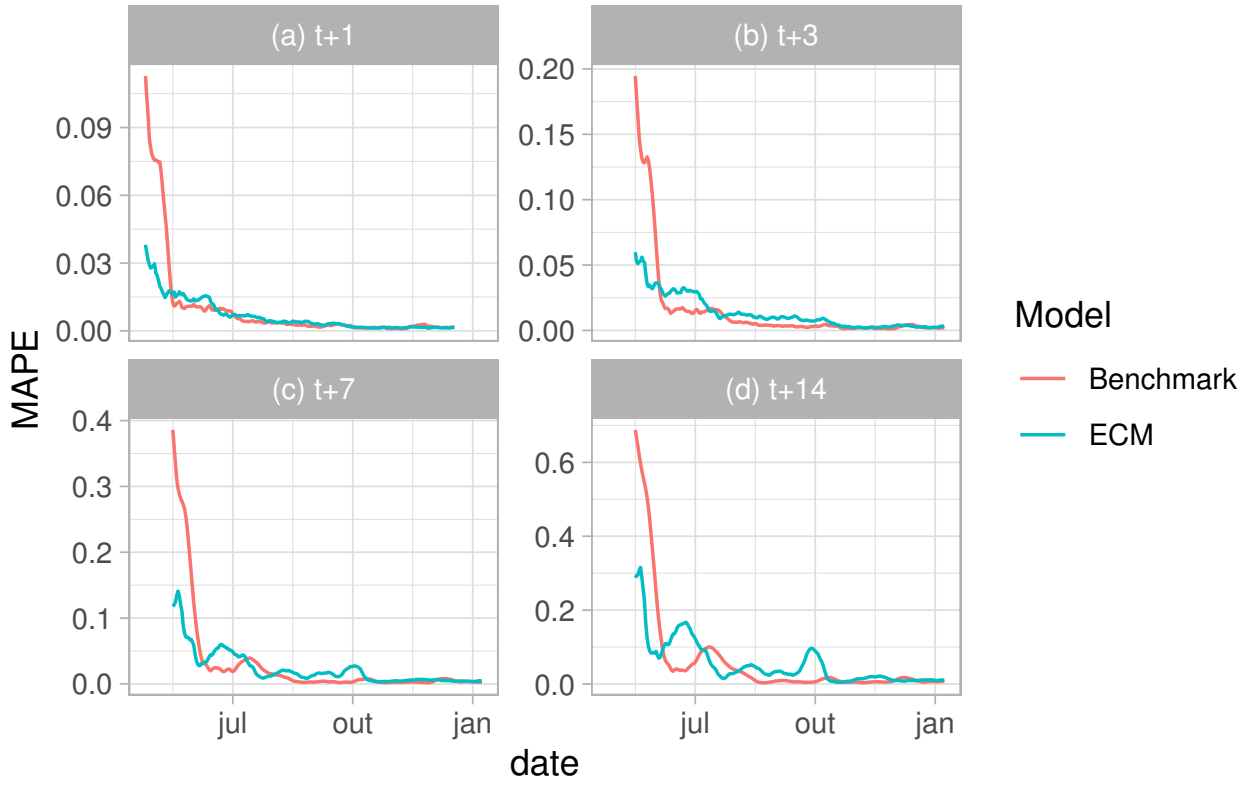 (a) t+1
(b) t+3
0.09
0.06
0.03
0.00
0.20
0.15
0.10
0.05
0.00
(c) t+7
(d) t+14
0.4
0.3
0.2
0.1
0.0
0.6
0.4
0.2
0.0
jul
out
jan
jul
out
jan
MAPE
date
Model
Benchmark
ECM